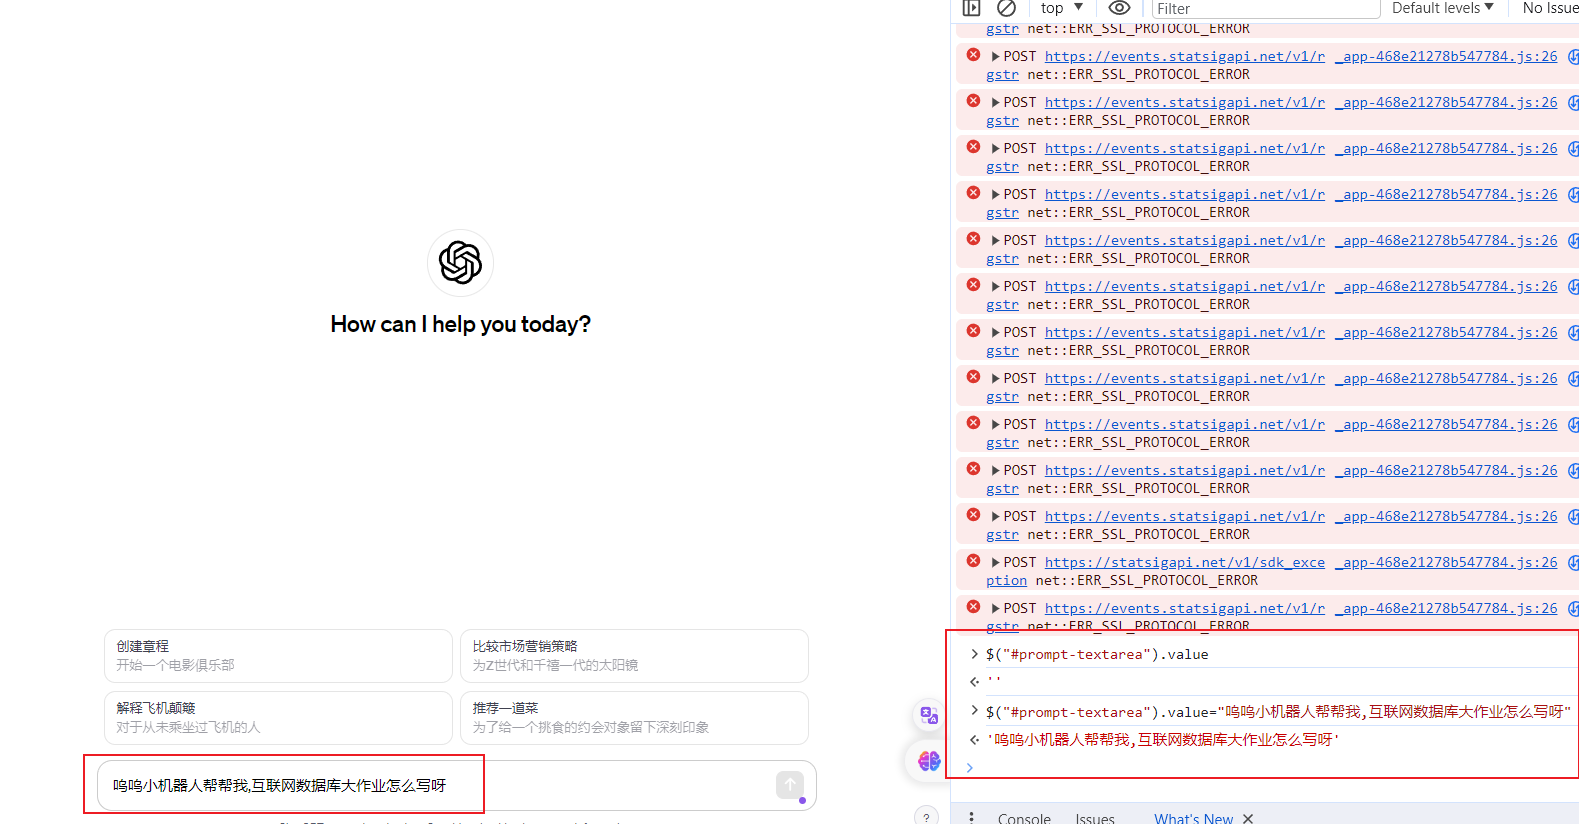 How can I help you today?
创建章程
开始一个电影俱乐部
比较市场营销策略
为Z世代和千禧一代的太阳镜
解释飞机颠簸
对于从未乘坐过飞机的人
推荐一道菜
为了给一个挑食的约会对象留下深刻印象
呜呜小机器人帮帮我,互联网数据库大作业怎么写呀
?
top ▼ Filter Default levels ▼ No Issue
gstr net::ERR_SSL_PROTOCOL_ERROR
▶POST https://events.statsigapi.net/v1/r _app-468e21278b547784.js:26
gstr net::ERR_SSL_PROTOCOL_ERROR
▶POST https://events.statsigapi.net/v1/r _app-468e21278b547784.js:26
gstr net::ERR_SSL_PROTOCOL_ERROR
▶POST https://events.statsigapi.net/v1/r _app-468e21278b547784.js:26
gstr net::ERR_SSL_PROTOCOL_ERROR
▶POST https://events.statsigapi.net/v1/r _app-468e21278b547784.js:26
gstr net::ERR_SSL_PROTOCOL_ERROR
▶POST https://events.statsigapi.net/v1/r _app-468e21278b547784.js:26
gstr net::ERR_SSL_PROTOCOL_ERROR
▶POST https://events.statsigapi.net/v1/r _app-468e21278b547784.js:26
gstr net::ERR_SSL_PROTOCOL_ERROR
▶POST https://events.statsigapi.net/v1/r _app-468e21278b547784.js:26
gstr net::ERR_SSL_PROTOCOL_ERROR
▶POST https://events.statsigapi.net/v1/r _app-468e21278b547784.js:26
gstr net::ERR_SSL_PROTOCOL_ERROR
▶POST https://events.statsigapi.net/v1/r _app-468e21278b547784.js:26
gstr net::ERR_SSL_PROTOCOL_ERROR
▶POST https://events.statsigapi.net/v1/r _app-468e21278b547784.js:26
gstr net::ERR_SSL_PROTOCOL_ERROR
▶POST https://events.statsigapi.net/v1/r _app-468e21278b547784.js:26
gstr net::ERR_SSL_PROTOCOL_ERROR
▶POST https://statsigapi.net/v1/sdk_exce _app-468e21278b547784.js:26
ption net::ERR_SSL_PROTOCOL_ERROR
▶POST https://events.statsigapi.net/v1/r _app-468e21278b547784.js:26
gstr net::ERR_SSL_PROTOCOL_ERROR
> $("#prompt-textarea").value
''
> $("#prompt-textarea").value="呜呜小机器人帮帮我,互联网数据库大作业怎么写呀"
'呜呜小机器人帮帮我,互联网数据库大作业怎么写呀'
>
Console Issues What's New ✕